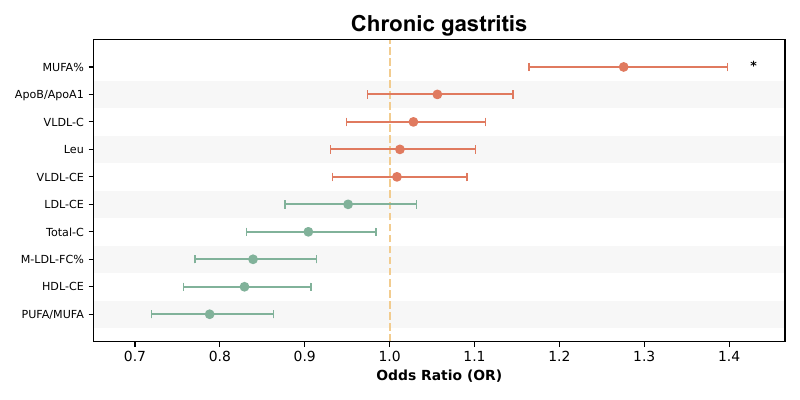 Chronic gastritis
MUFA%
*
ApoB/ApoA1
VLDL-C
Leu
VLDL-CE
LDL-CE
Total-C
M-LDL-FC%
HDL-CE
PUFA/MUFA
0.7 0.8 0.9 1.0 1.1 1.2 1.3 1.4
Odds Ratio (OR)